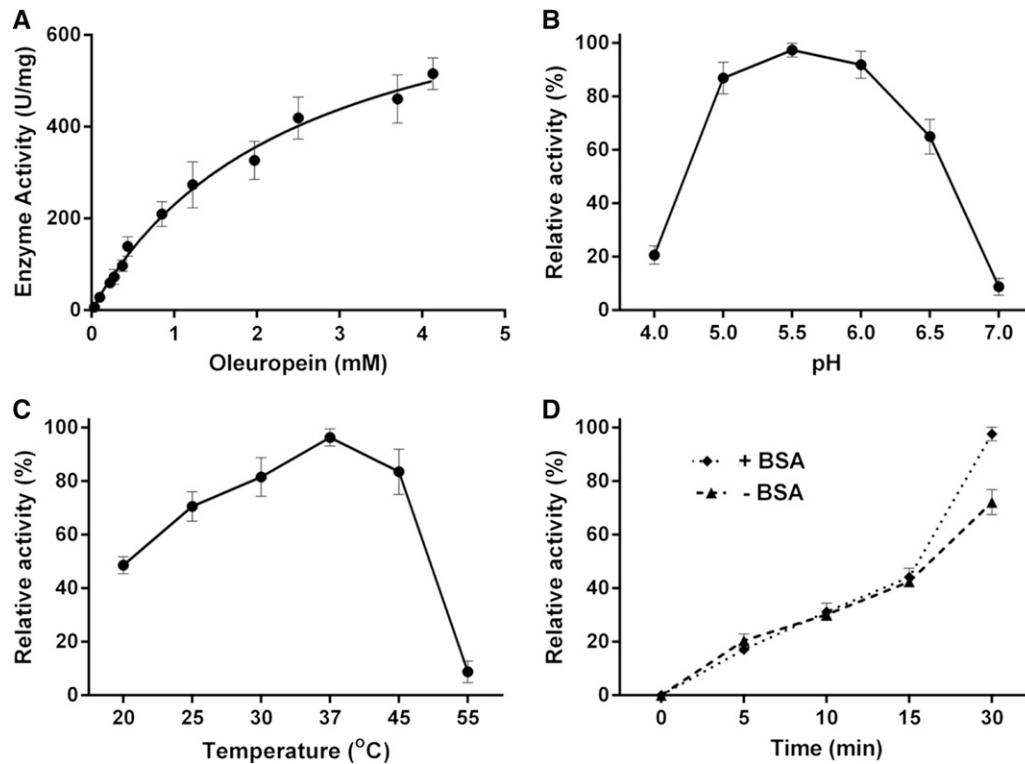 A
Enzyme Activity (U/mg)
600
400
200
0
0 1 2 3 4 5
Oleuropein (mM)
B
Relative activity (%)
100
80
60
40
20
0
4.0 5.0 5.5 6.0 6.5 7.0
pH
C
Relative activity (%)
100
80
60
40
20
0
20 25 30 37 45 55
Temperature (°C)
D
Relative activity (%)
100
80
60
40
20
0
+ BSA
- BSA
0 5 10 15 30
Time (min)